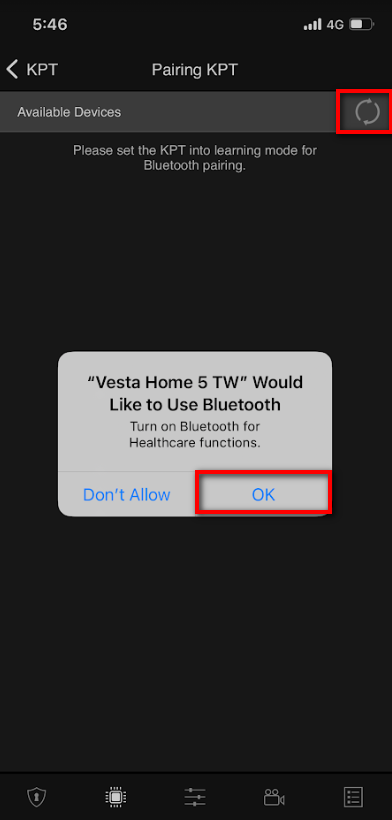 5:46
4G
KPT
Pairing KPT
Available Devices
Please set the KPT into learning mode for
Bluetooth pairing.
“Vesta Home 5 TW” Would
Like to Use Bluetooth
Turn on Bluetooth for
Healthcare functions.
Don’t Allow
OK